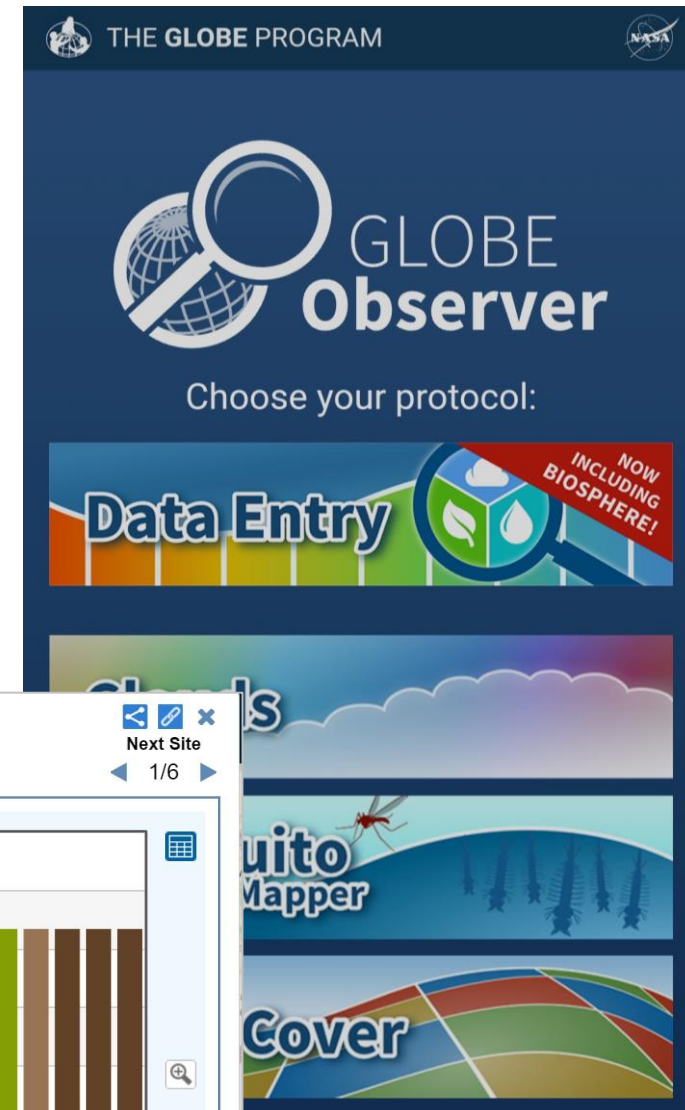 THE GLOBE PROGRAM
NASA
GLOBE
Observer
Choose your protocol:
Data Entry
NOW
INCLUDING
BIOSPHERE!
Next Site
1/6
Mapper
Cover